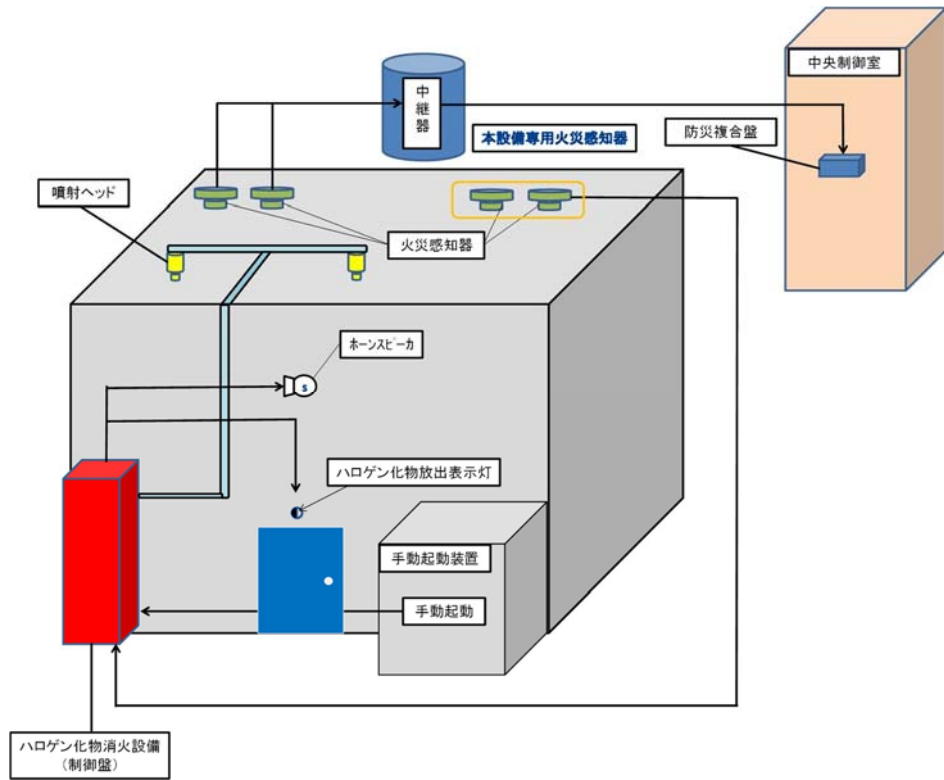 中央制御室
中
継
器
本設備専用火災感知器
防災複合盤
噴射ヘッド
火災感知器
ホーンスピーカ
S
ハロゲン化物放出表示灯
手動起動装置
手動起動
ハロゲン化物消火設備
（制御盤）